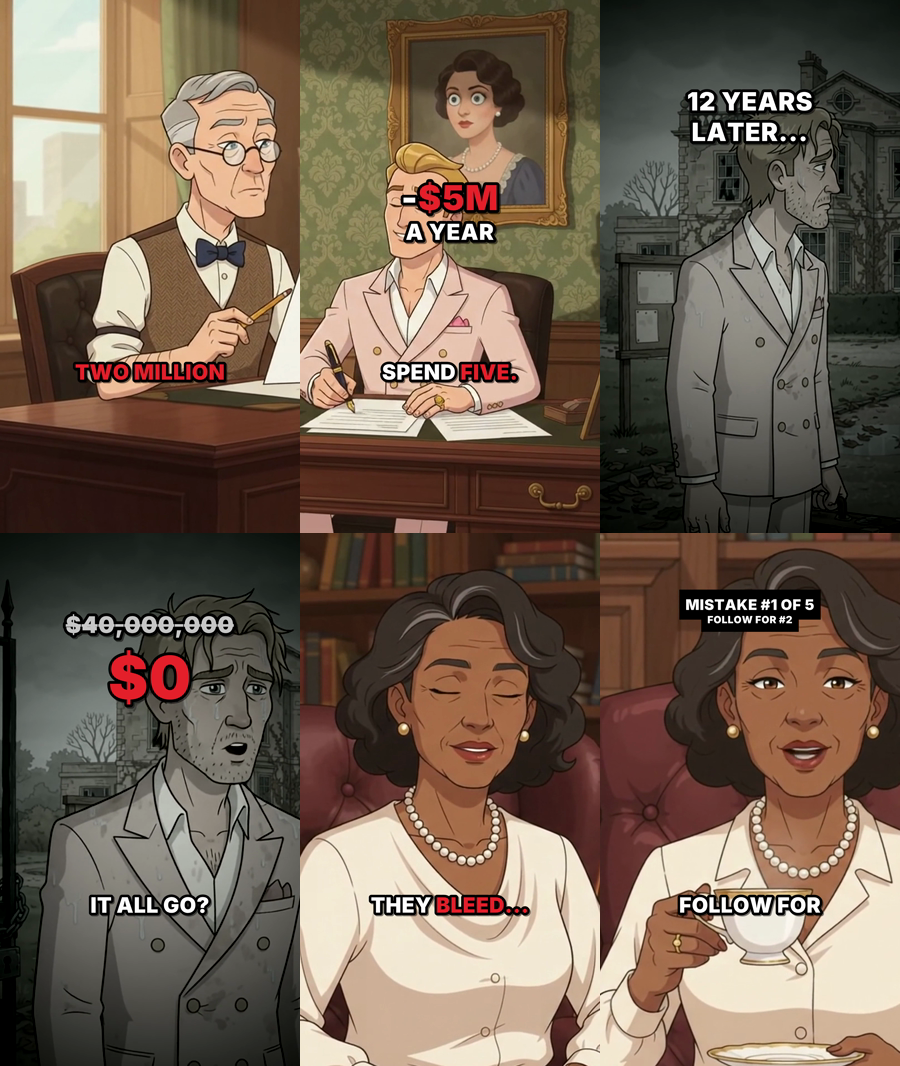 TWO MILLION
-$5M
A YEAR
SPEND FIVE.
12 YEARS
LATER...
$40,000,000
$0
IT ALL GO?
THEY BLEED...
MISTAKE #1 OF 5
FOLLOW FOR #2
FOLLOW FOR